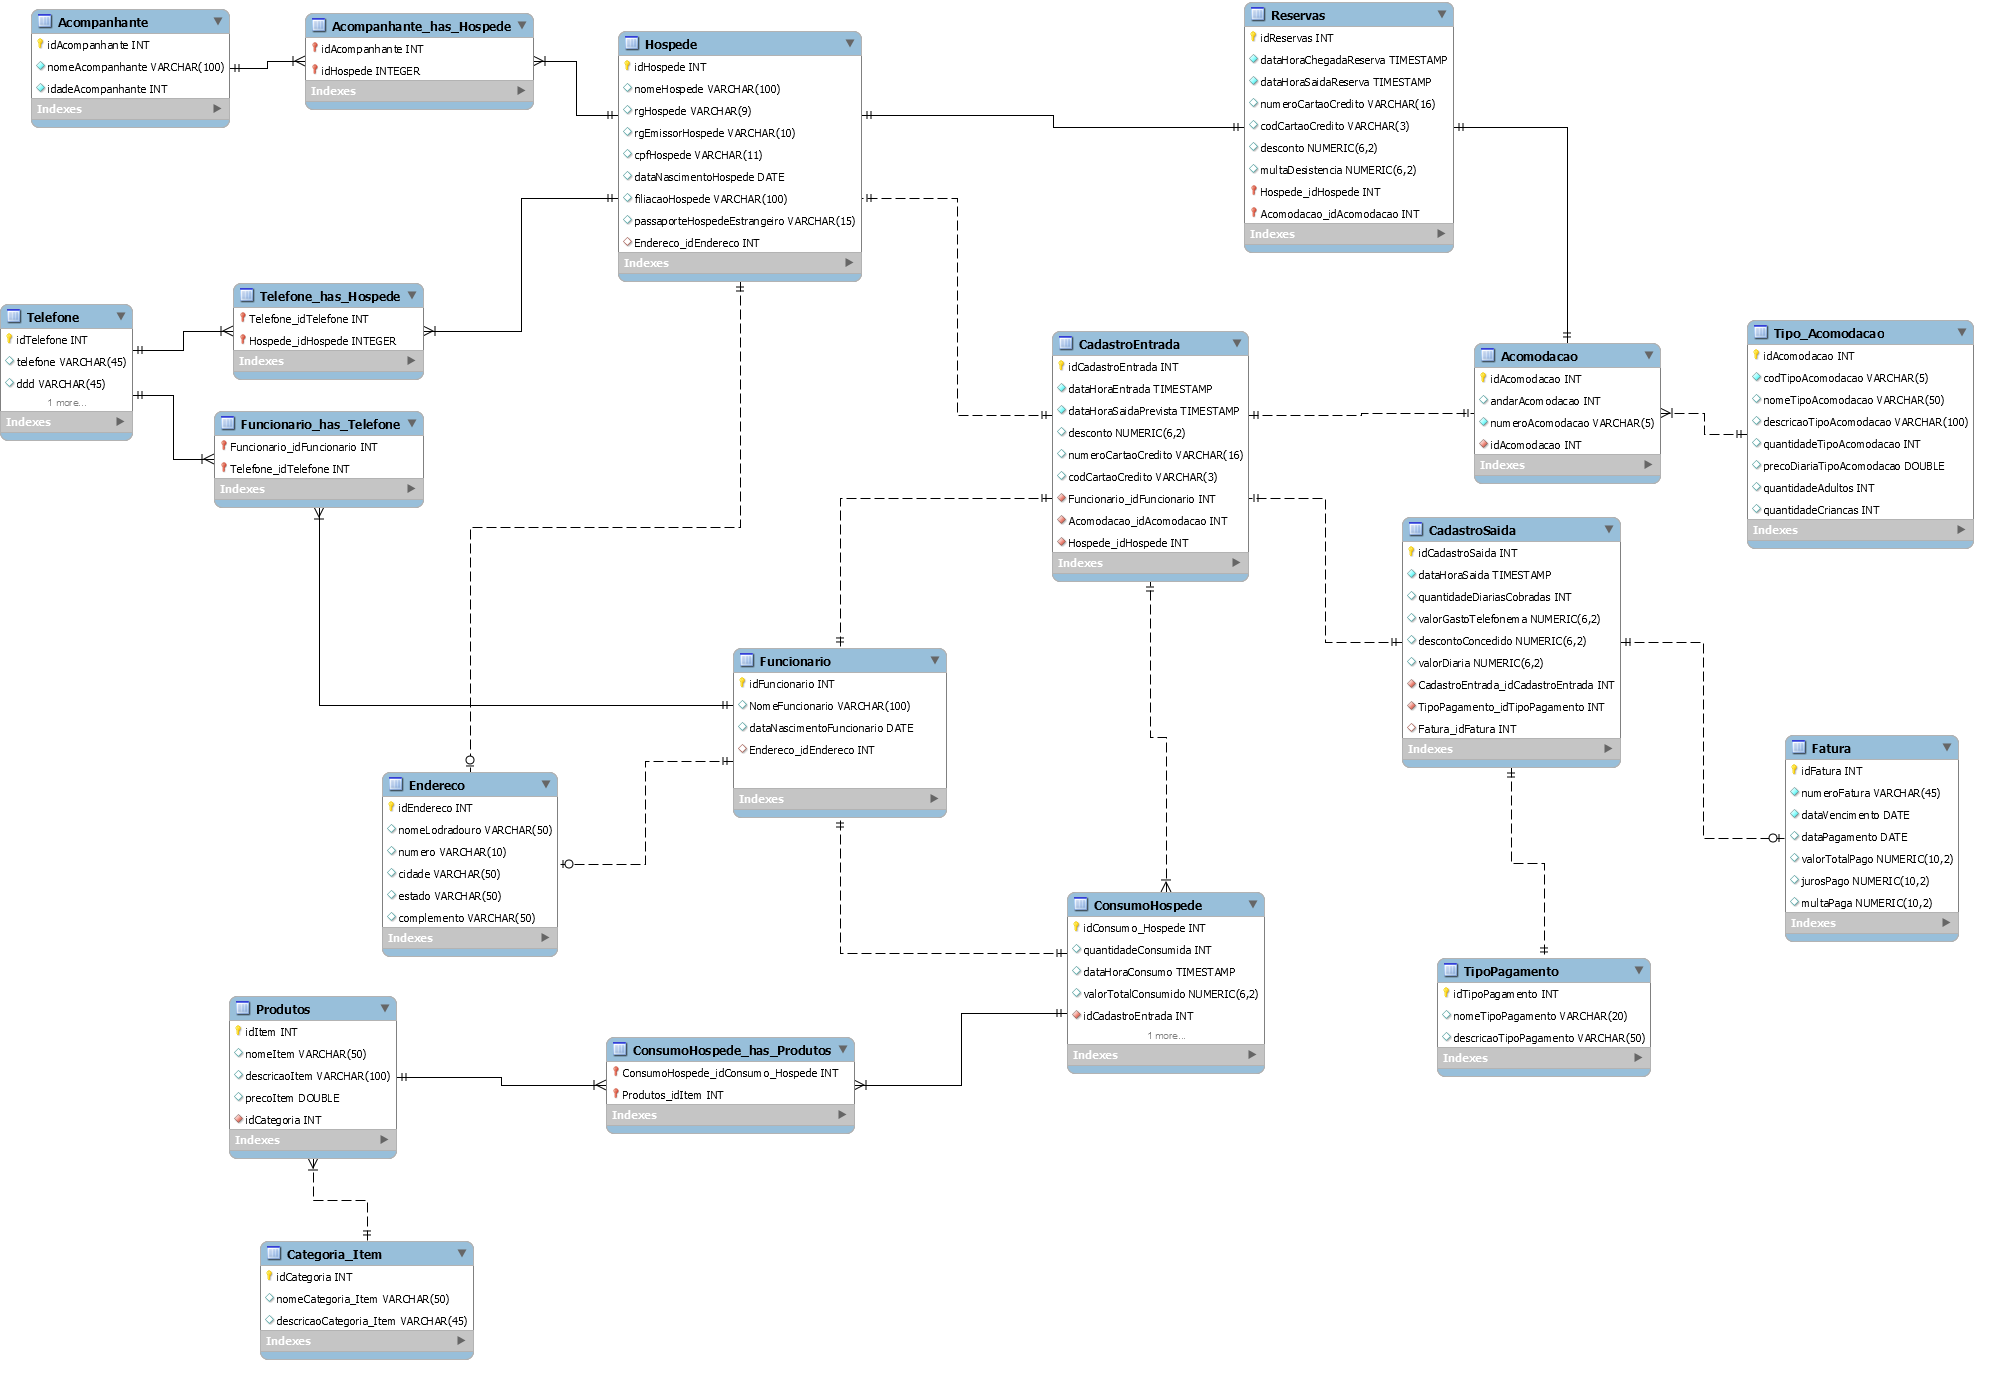 Acompanhante
idAcompanhante INT
nomeAcompanhante VARCHAR(100)
idadeAcompanhante INT
Indexes
Acompanhante_has_Hospede
idAcompanhante INT
idHospede INTEGER
Indexes
Hospede
idHospede INT
nomeHospede VARCHAR(100)
rgHospede VARCHAR(9)
rgEmissorHospede VARCHAR(10)
cpfHospede VARCHAR(11)
dataNascimentoHospede DATE
filiacaoHospede VARCHAR(100)
passaporteHospedeEstrangeiro VARCHAR(15)
Endereco_idEndereco INT
Indexes
Reservas
idReservas INT
dataHoraChegadaReserva TIMESTAMP
dataHoraSaidaReserva TIMESTAMP
numeroCartaoCredito VARCHAR(16)
codCartaoCredito VARCHAR(3)
desconto NUMERIC(6,2)
multaDesistencia NUMERIC(6,2)
Hospede_idHospede INT
Acomodacao_idAcomodacao INT
Indexes
Telefone
idTelefone INT
telefone VARCHAR(45)
ddd VARCHAR(45)
1 more...
Indexes
Telefone_has_Hospede
Telefone_idTelefone INT
Hospede_idHospede INTEGER
Indexes
Funcionario_has_Telefone
Funcionario_idFuncionario INT
Telefone_idTelefone INT
Indexes
CadastroEntrada
idCadastroEntrada INT
dataHoraEntrada TIMESTAMP
dataHoraSaidaPrevista TIMESTAMP
desconto NUMERIC(6,2)
numeroCartaoCredito VARCHAR(16)
codCartaoCredito VARCHAR(3)
Funcionario_idFuncionario INT
Acomodacao_idAcomodacao INT
Hospede_idHospede INT
Indexes
Acomodacao
idAcomodacao INT
andarAcomodacao INT
numeroAcomodacao VARCHAR(5)
idAcomodacao INT
Indexes
Tipo_Acomodacao
idAcomodacao INT
codTipoAcomodacao VARCHAR(5)
nomeTipoAcomodacao VARCHAR(50)
descricaoTipoAcomodacao VARCHAR(100)
quantidadeTipoAcomodacao INT
precoDiariaTipoAcomodacao DOUBLE
quantidadeAdultos INT
quantidadeCriancas INT
Indexes
CadastroSaida
idCadastroSaida INT
dataHoraSaida TIMESTAMP
quantidadeDiariasCobradas INT
valorGastoTelefonema NUMERIC(6,2)
descontoConcedido NUMERIC(6,2)
valorDiaria NUMERIC(6,2)
CadastroEntrada_idCadastroEntrada INT
TipoPagamento_idTipoPagamento INT
Fatura_idFatura INT
Indexes
Funcionario
idFuncionario INT
NomeFuncionario VARCHAR(100)
dataNascimentoFuncionario DATE
Endereco_idEndereco INT
Indexes
Fatura
idFatura INT
numeroFatura VARCHAR(45)
dataVencimento DATE
dataPagamento DATE
valorTotalPago NUMERIC(10,2)
jurosPago NUMERIC(10,2)
multaPaga NUMERIC(10,2)
Indexes
Endereco
idEndereco INT
nomeLodradouro VARCHAR(50)
numero VARCHAR(10)
cidade VARCHAR(50)
estado VARCHAR(50)
complemento VARCHAR(50)
Indexes
ConsumoHospede
idConsumo_Hospede INT
quantidadeConsumida INT
dataHoraConsumo TIMESTAMP
valorTotalConsumido NUMERIC(6,2)
idCadastroEntrada INT
1 more...
Indexes
TipoPagamento
idTipoPagamento INT
nomeTipoPagamento VARCHAR(20)
descricaoTipoPagamento VARCHAR(50)
Indexes
Produtos
idItem INT
nomeItem VARCHAR(50)
descricaoItem VARCHAR(100)
precoItem DOUBLE
idCategoria INT
Indexes
ConsumoHospede_has_Produtos
ConsumoHospede_idConsumo_Hospede INT
Produtos_idItem INT
Indexes
Categoria_Item
idCategoria INT
nomeCategoria_Item VARCHAR(50)
descricaoCategoria_Item VARCHAR(45)
Indexes